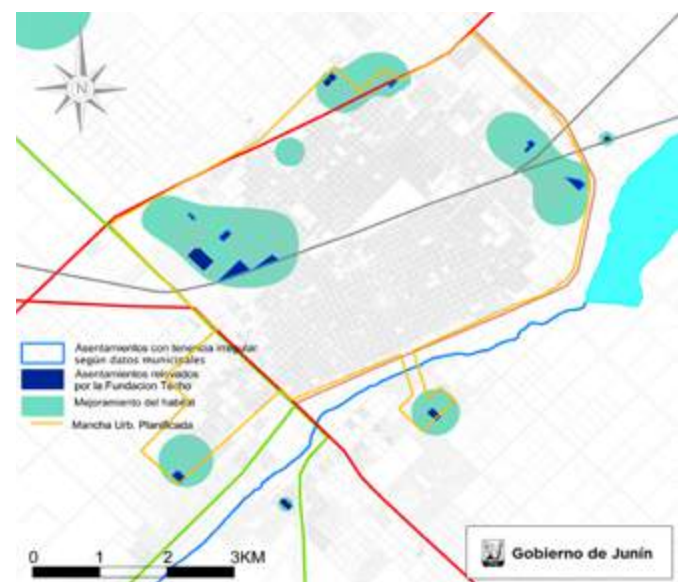 N
Asentamientos con tenencia irregular
según datos municipales
Asentamientos relevados
por la Fundacion Techo
Mejoramiento del habitat
Mancha Urb. Planificada
0 1 2 3KM
Gobierno de Junín